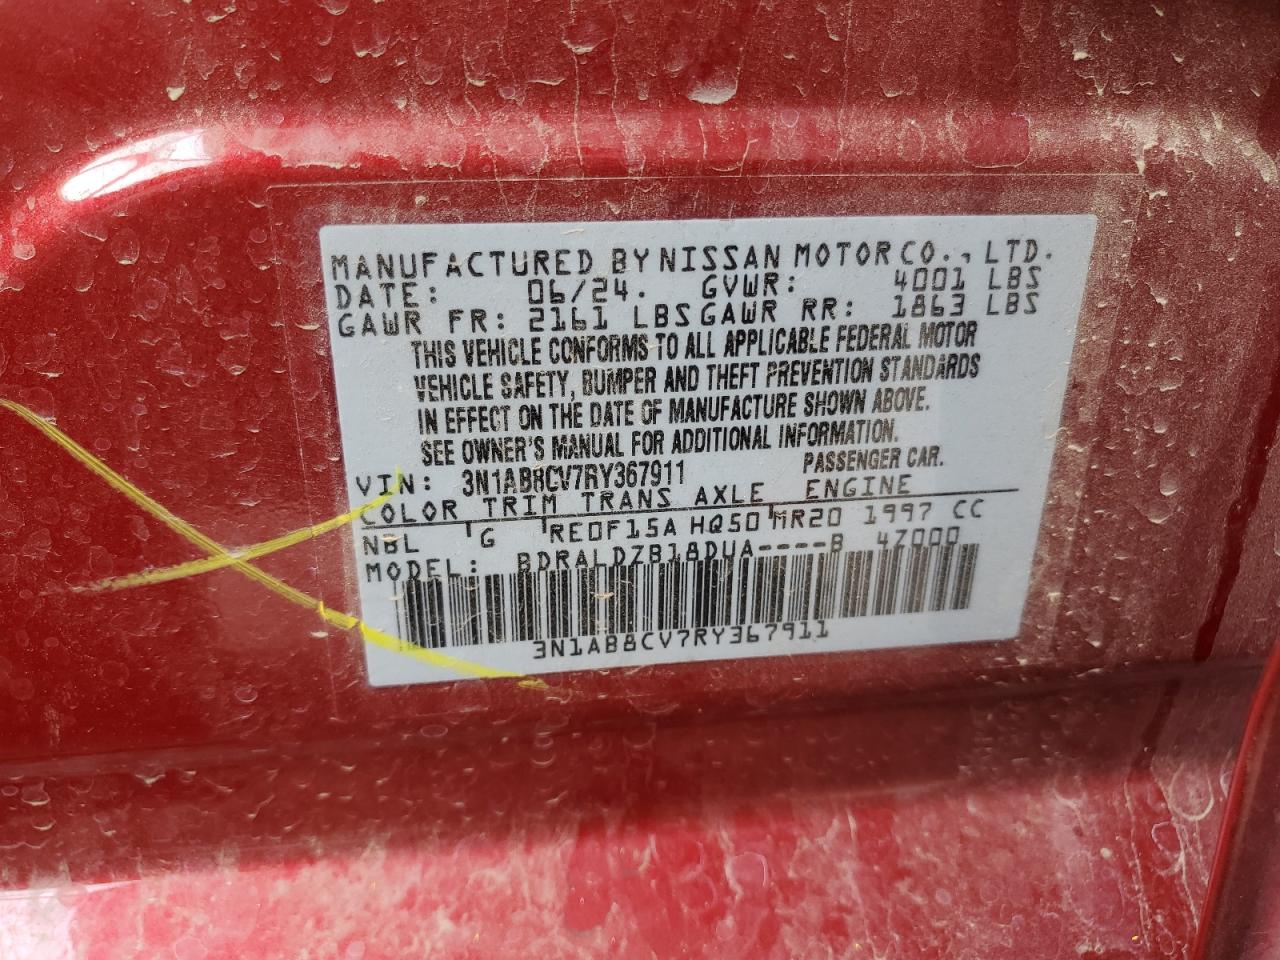 MANUFACTURED BY NISSAN MOTOR CO., LTD.
DATE: 06/24. GVWR: 4001 LBS
GAWR FR: 2161 LBS GAWR RR: 1863 LBS
THIS VEHICLE CONFORMS TO ALL APPLICABLE FEDERAL MOTOR
VEHICLE SAFETY, BUMPER AND THEFT PREVENTION STANDARDS
IN EFFECT ON THE DATE OF MANUFACTURE SHOWN ABOVE.
SEE OWNER'S MANUAL FOR ADDITIONAL INFORMATION.
VIN: 3N1AB8CV7RY367911 PASSENGER CAR.
COLOR TRIM TRANS AXLE ENGINE
NBL G RE0F15A HQ50 MR20 1997 CC
MODEL: BDRALDZB18DUA----B 4Z000
3N1AB8CV7RY367911